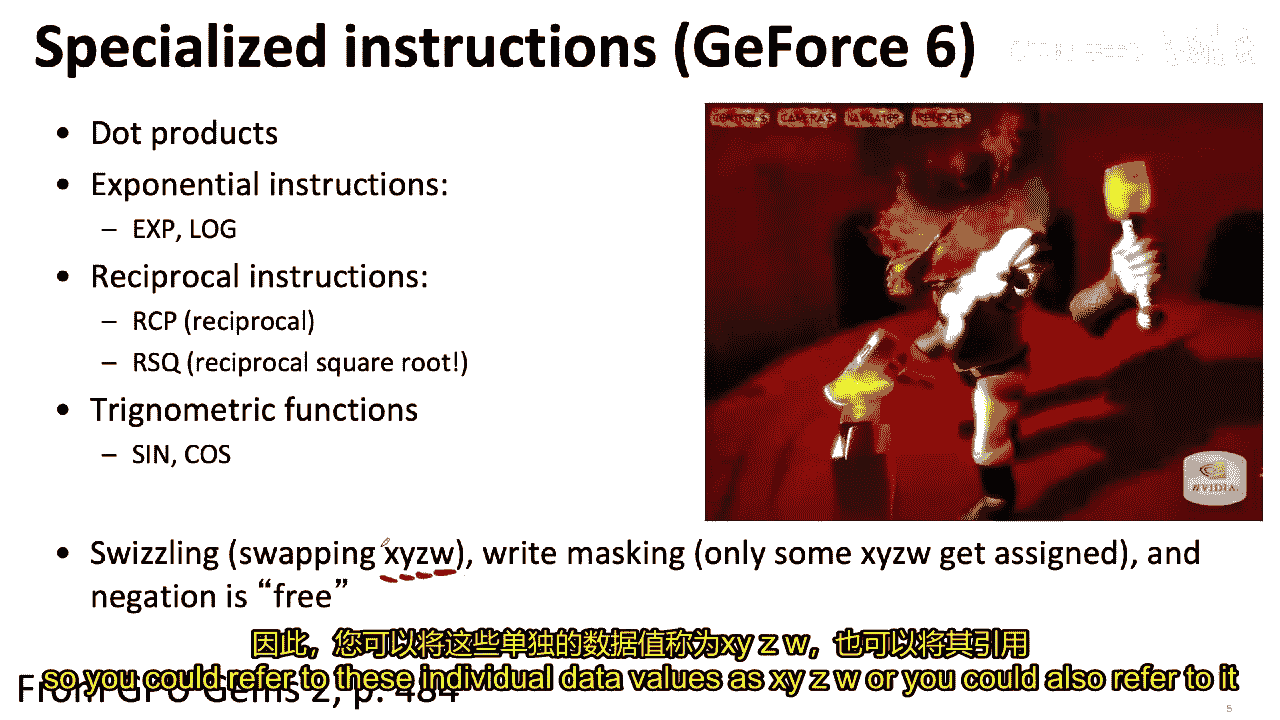 Specialized instructions (GeForce 6)
• Dot products
• Exponential instructions:
– EXP, LOG
• Reciprocal instructions:
– RCP (reciprocal)
– RSQ (reciprocal square root!)
• Trignometric functions
– SIN, COS
CONTROLS CAMERAS NAVIGATOR RENDER
NVIDIA
• Swizzling (swapping xyzw), write masking (only some xyzw get assigned), and
negation is “free”
因此，您可以将这些单独的数据值称为xy z w，也可以将其引用
so you could refer to these individual data values as xy z w or you could also refer to it
From GPU Gems 2, p. 484
5